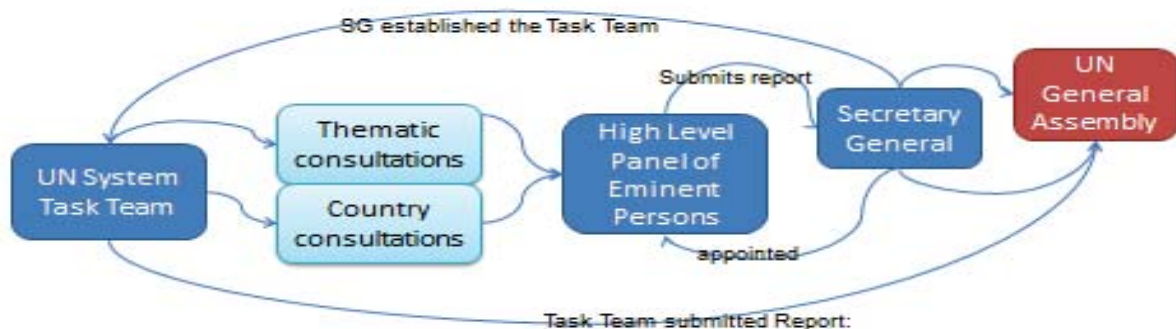 SG established the Task Team
UN System
Task Team
Thematic
consultations
Country
consultations
High Level
Panel of
Eminent
Persons
Submits report
appointed
Secretary
General
UN
General
Assembly
Task Team submitted Report: